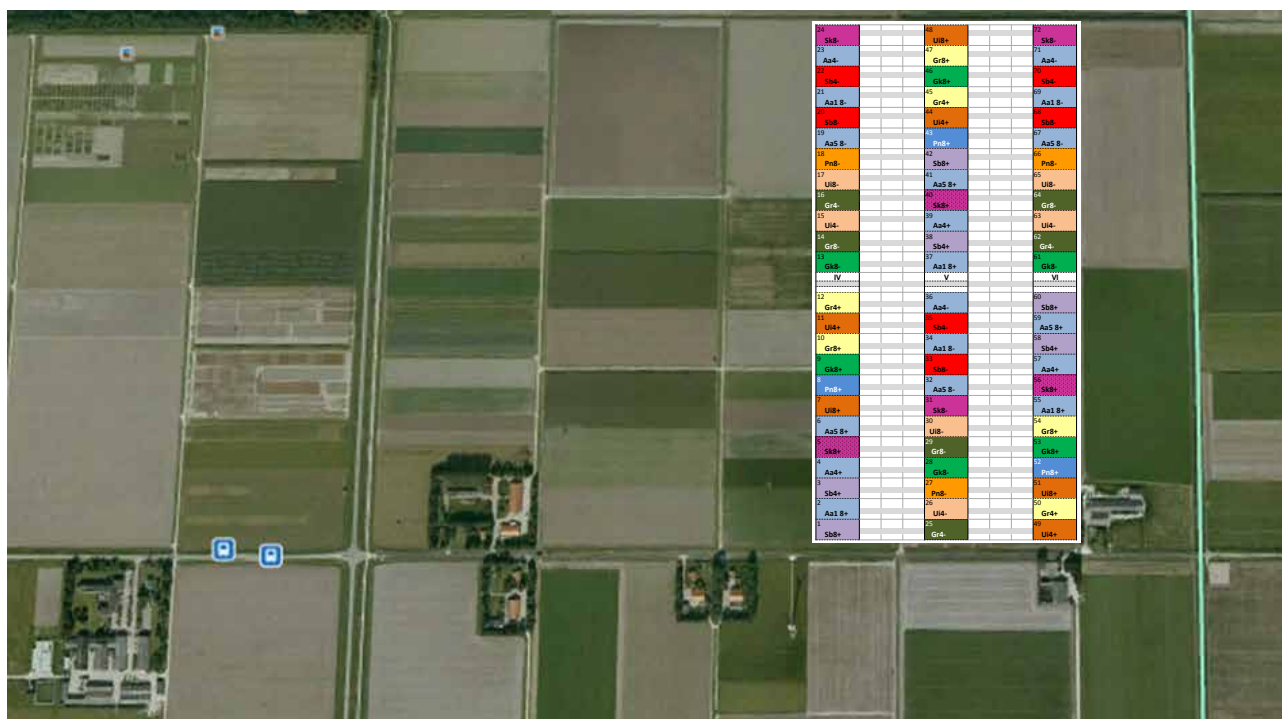 24 48 72
Sk8- Ui8+ Sk8-
23 47 71
Aa4- Gr8+ Aa4-
22 46 70
Sb4- Gk8+ Sb4-
21 45 69
Aa1 8- Gr4+ Aa1 8-
20 44 68
Sb8- Ui4+ Sb8-
19 43 67
Aa5 8- Pn8+ Aa5 8-
18 42 66
Pn8- Sb8+ Pn8-
17 41 65
Ui8- Aa5 8+ Ui8-
16 40 64
Gr4- Sk8+ Gr8-
15 39 63
Ui4- Aa4+ Ui4-
14 38 62
Gr8- Sb4+ Gr4-
13 37 61
Gk8- Aa1 8+ Gk8-
IV V VI
12 36 60
Gr4+ Aa4- Sb8+
11 35 59
Ui4+ Sb4- Aa5 8+
10 34 58
Gr8+ Aa1 8- Sb4+
9 33 57
Gk8+ Sb8- Aa4+
8 32 56
Pn8+ Aa5 8- Sk8+
7 31 55
Ui8+ Sk8- Aa1 8+
6 30 54
Aa5 8+ Ui8- Gr8+
5 29 53
Sk8+ Gr8- Gk8+
4 28 52
Aa4+ Gk8- Pn8+
3 27 51
Sb4+ Pn8- Ui8+
2 26 50
Aa1 8+ Ui4- Gr4+
1 25 49
Sb8+ Gr4- Ui4+